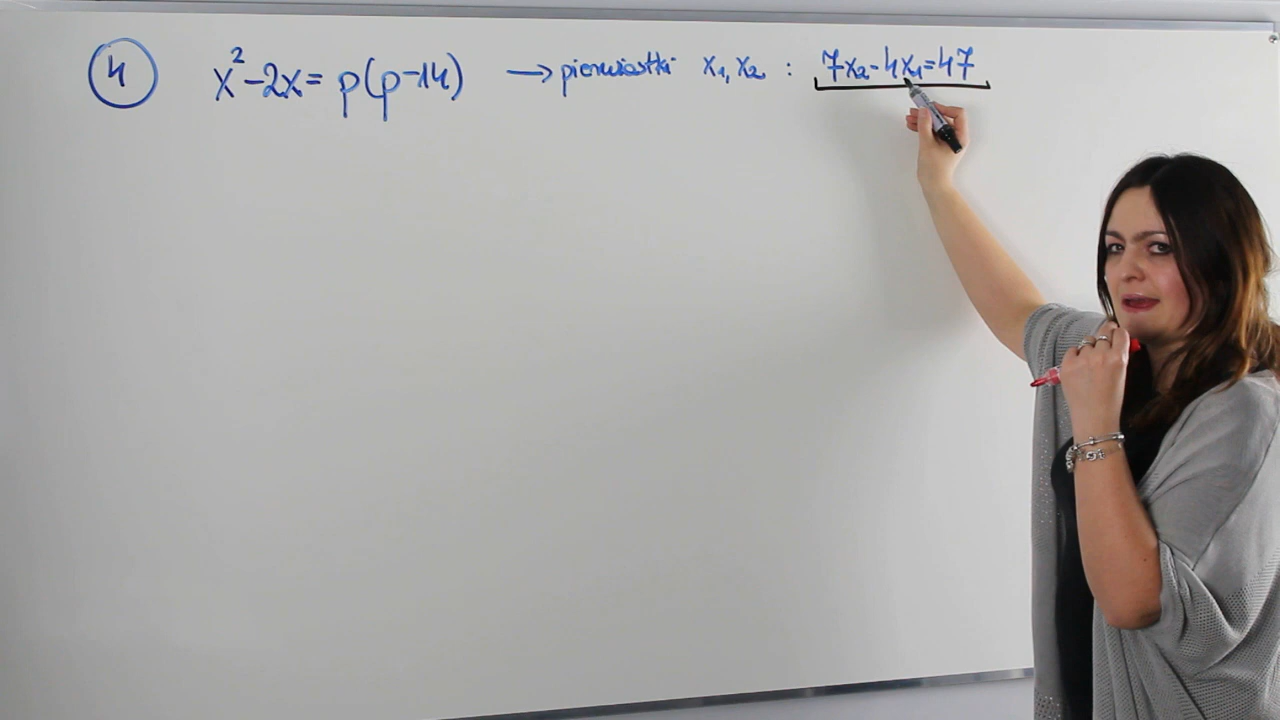 4 x²-2x= p(p-14) → pierwiastki x₁,x₂ : 7x₂-4x₁=47